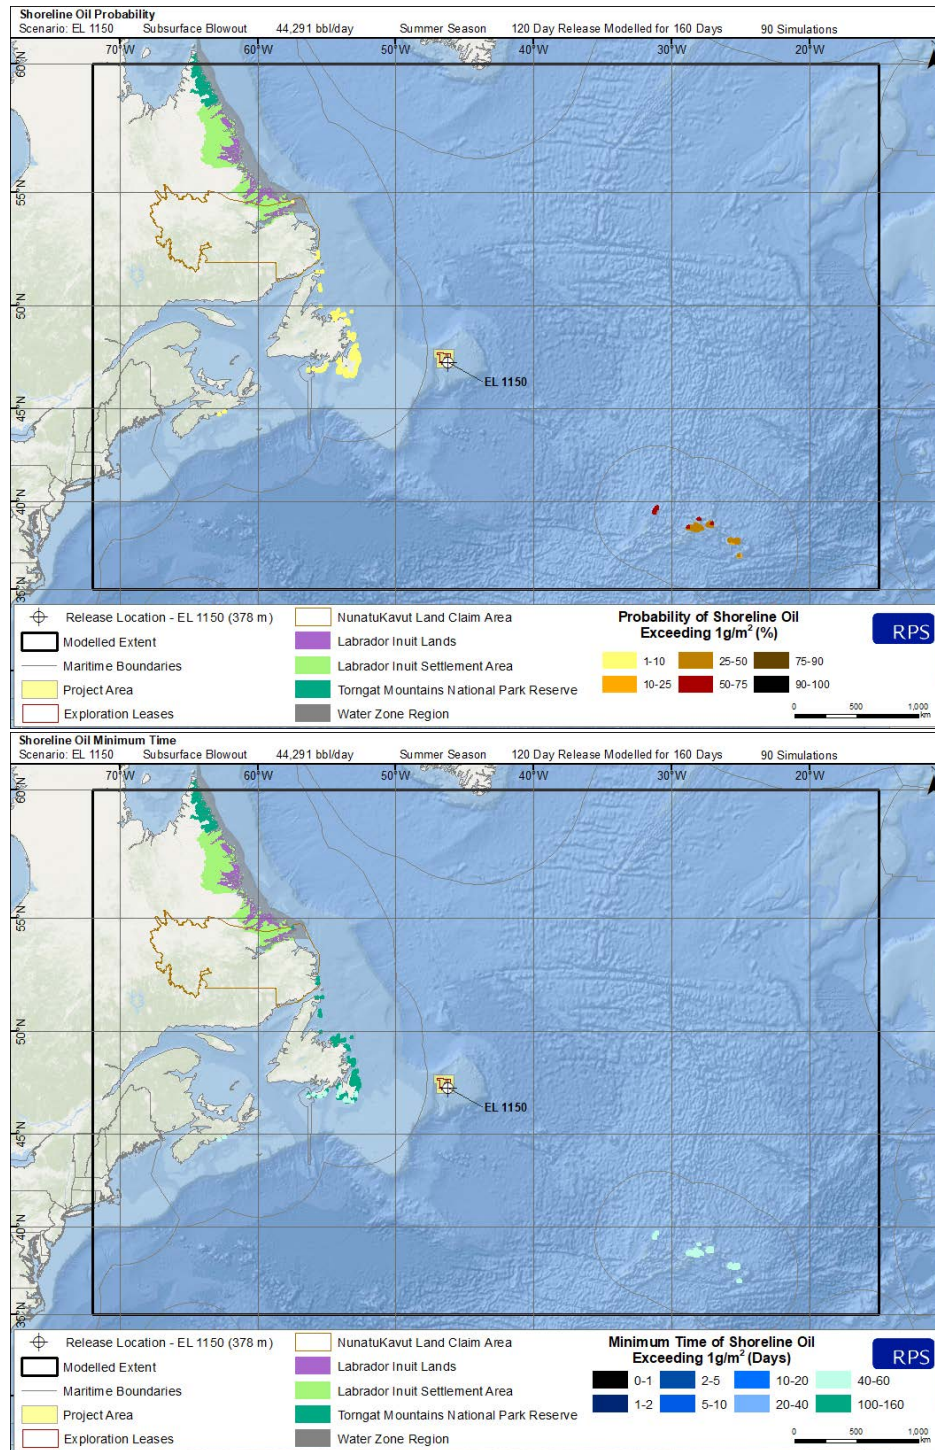 Shoreline Oil Probability
Scenario: EL 1150 Subsurface Blowout 44,291 bbl/day Summer Season 120 Day Release Modelled for 160 Days 90 Simulations
70°W 60°W 50°W 40°W 30°W 20°W
60°N
55°N
50°N
EL 1150
45°N
40°N
35°N
Release Location - EL 1150 (378 m)
Modelled Extent
Maritime Boundaries
Project Area
Exploration Leases
NunatuKavut Land Claim Area
Labrador Inuit Lands
Labrador Inuit Settlement Area
Torngat Mountains National Park Reserve
Water Zone Region
Probability of Shoreline Oil
Exceeding 1g/m² (%)
1-10 25-50 75-90
10-25 50-75 90-100
RPS
0 500 1,000
km
Shoreline Oil Minimum Time
Scenario: EL 1150 Subsurface Blowout 44,291 bbl/day Summer Season 120 Day Release Modelled for 160 Days 90 Simulations
70°W 60°W 50°W 40°W 30°W 20°W
60°N
55°N
50°N
EL 1150
45°N
40°N
35°N
Release Location - EL 1150 (378 m)
Modelled Extent
Maritime Boundaries
Project Area
Exploration Leases
NunatuKavut Land Claim Area
Labrador Inuit Lands
Labrador Inuit Settlement Area
Torngat Mountains National Park Reserve
Water Zone Region
Minimum Time of Shoreline Oil
Exceeding 1g/m² (Days)
0-1 2-5 10-20 40-60
1-2 5-10 20-40 100-160
RPS
0 500 1,000
km